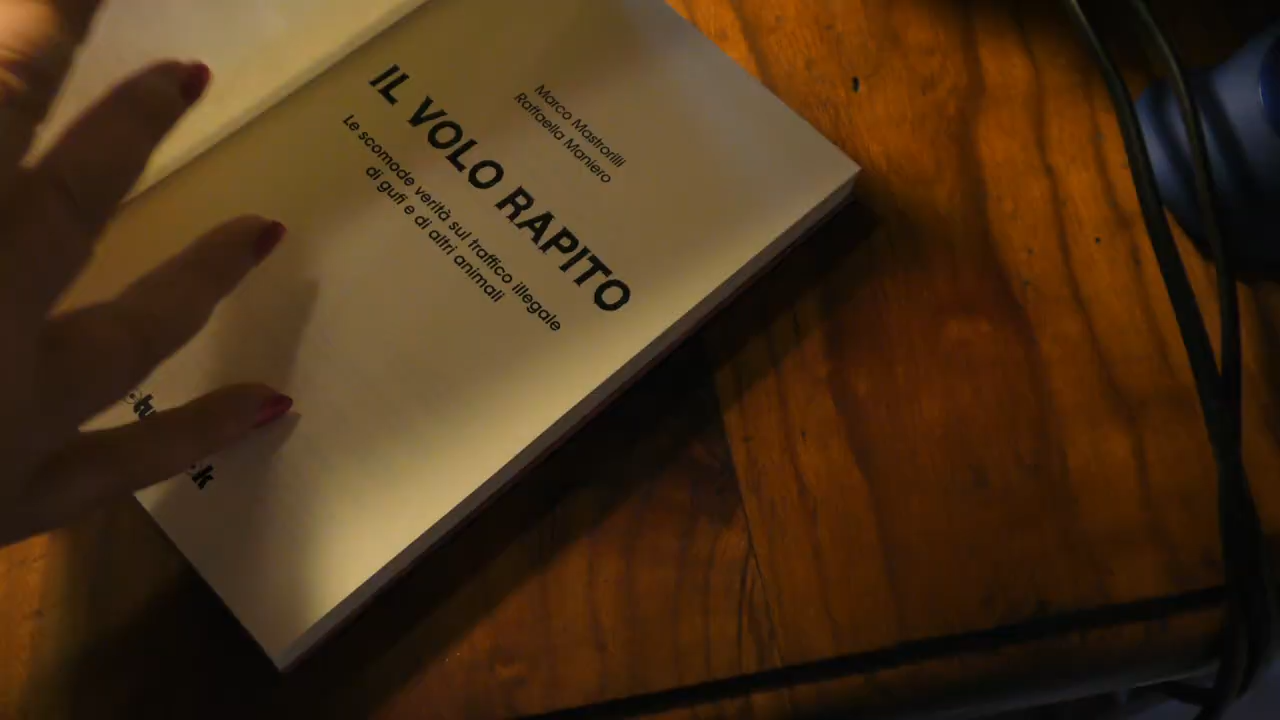 Marco Mastrorilli
Raffaella Maniero
IL VOLO RAPITO
Le scomode verità sul traffico illegale
di gufi e di altri animali